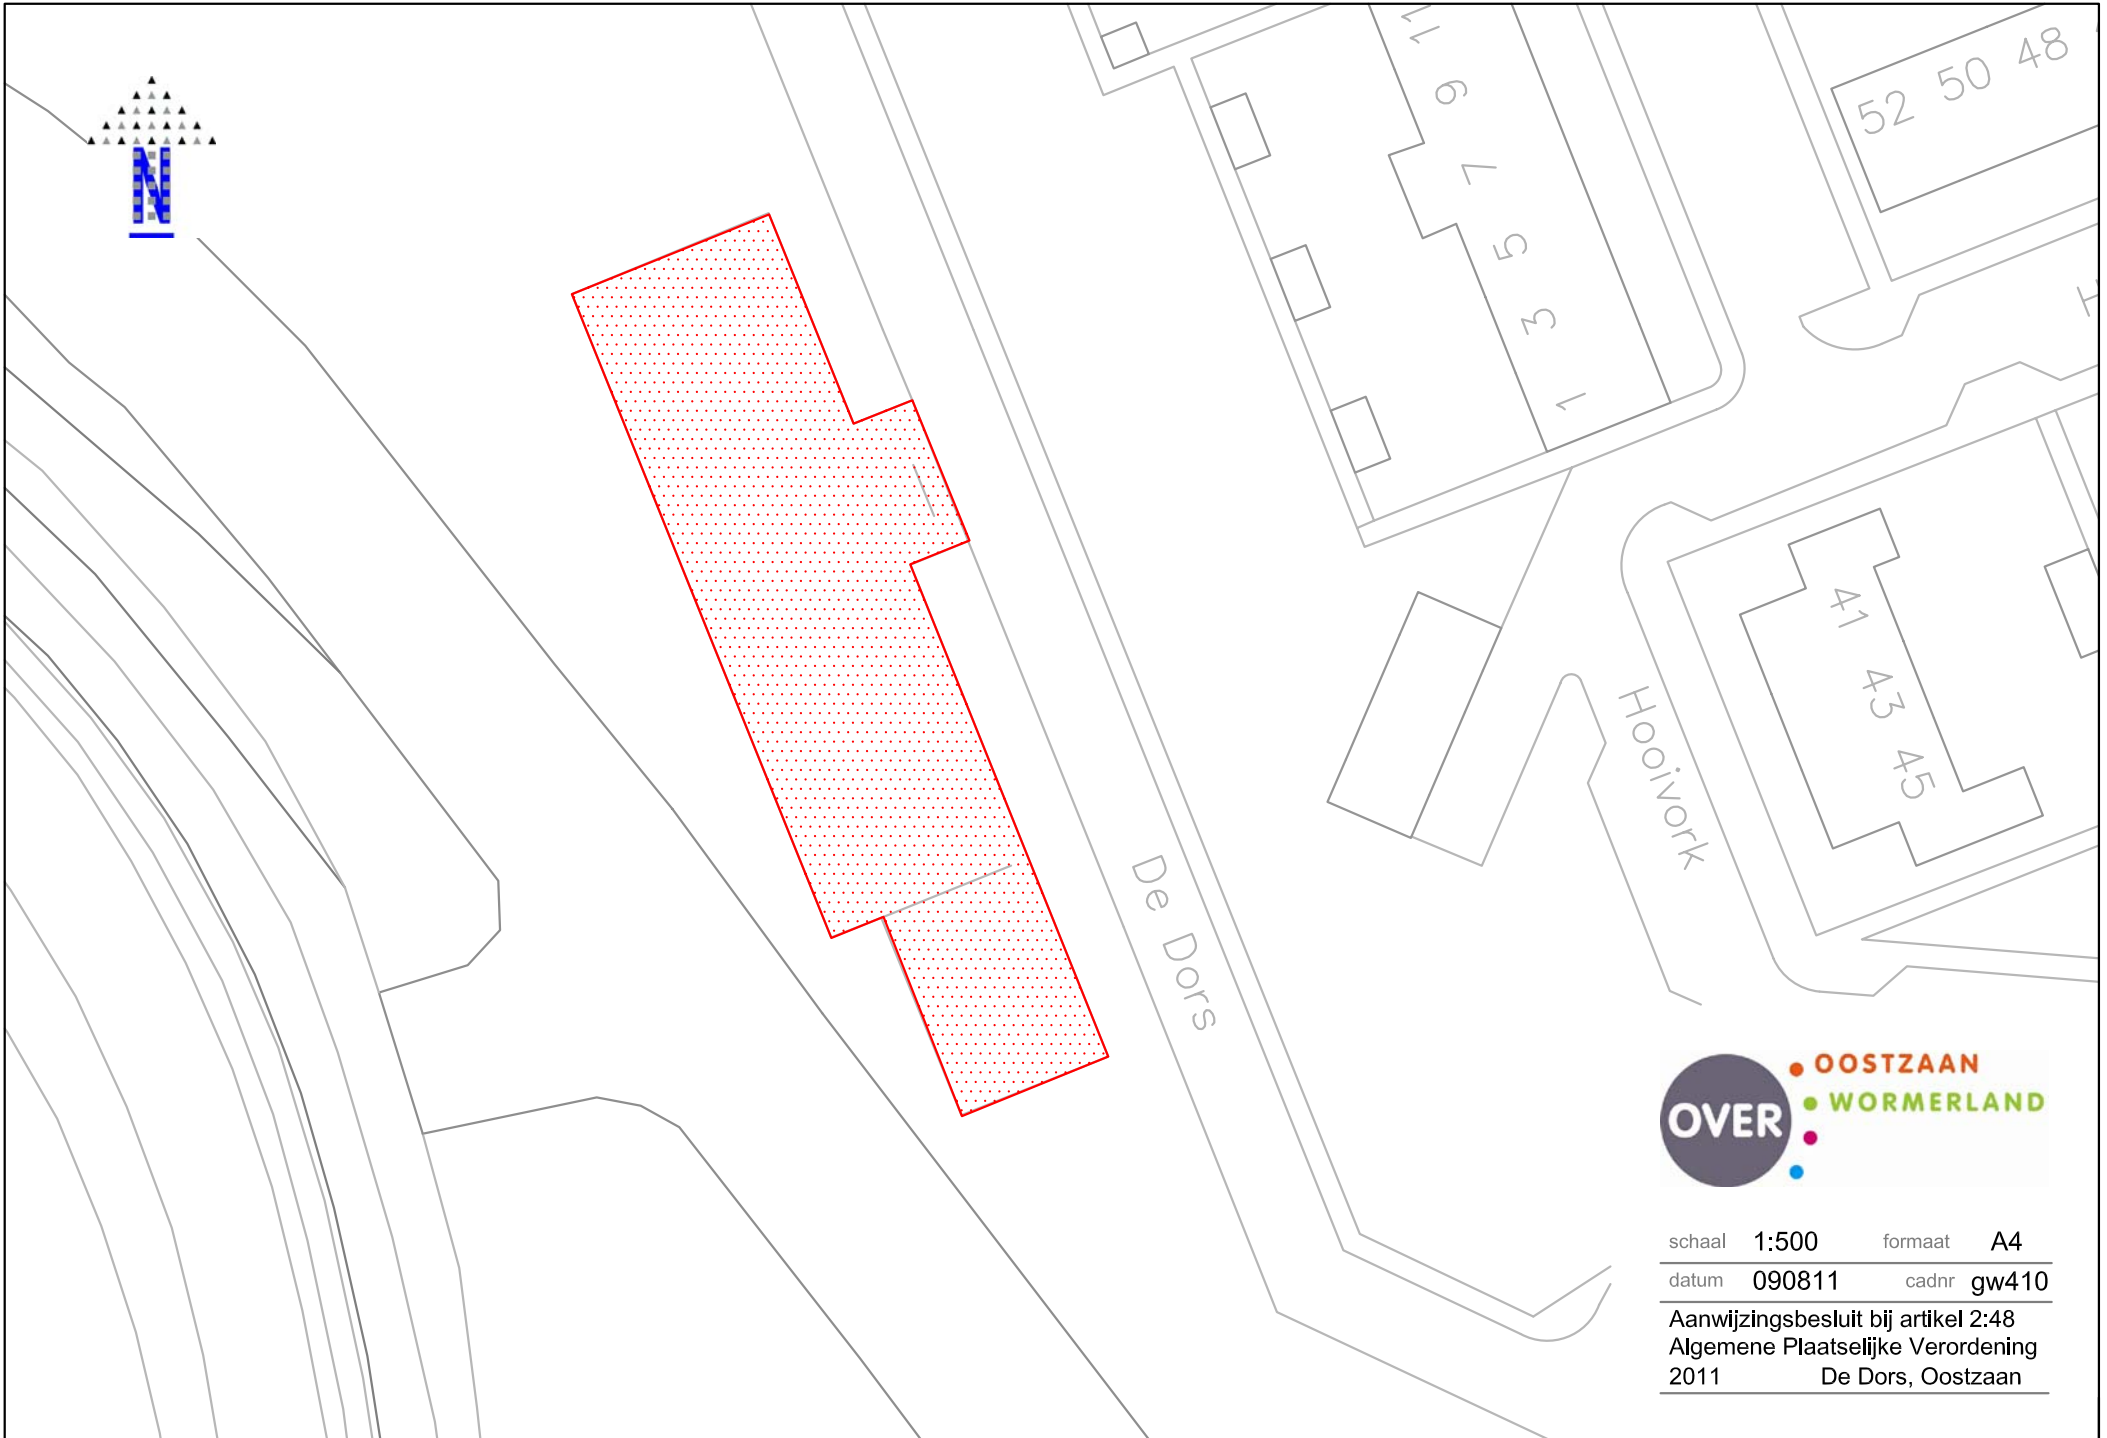 N
11
9
7
5
3
1
52 50 48
H
41
43
45
Hooivork
De Dors
OVER
OOSTZAAN
WORMERLAND
schaal 1:500 formaat A4
datum 090811 cadnr gw410
Aanwijzingsbesluit bij artikel 2:48
Algemene Plaatselijke Verordening
2011 De Dors, Oostzaan